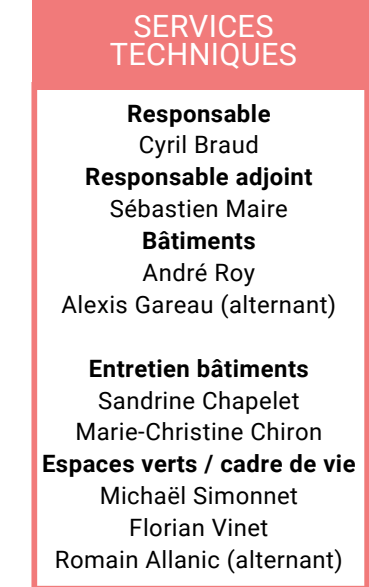 SERVICES
TECHNIQUES
Responsable
Cyril Braud
Responsable adjoint
Sébastien Maire
Bâtiments
André Roy
Alexis Gareau (alternant)
Entretien bâtiments
Sandrine Chapelet
Marie-Christine Chiron
Espaces verts / cadre de vie
Michaël Simonnet
Florian Vinet
Romain Allanic (alternant)